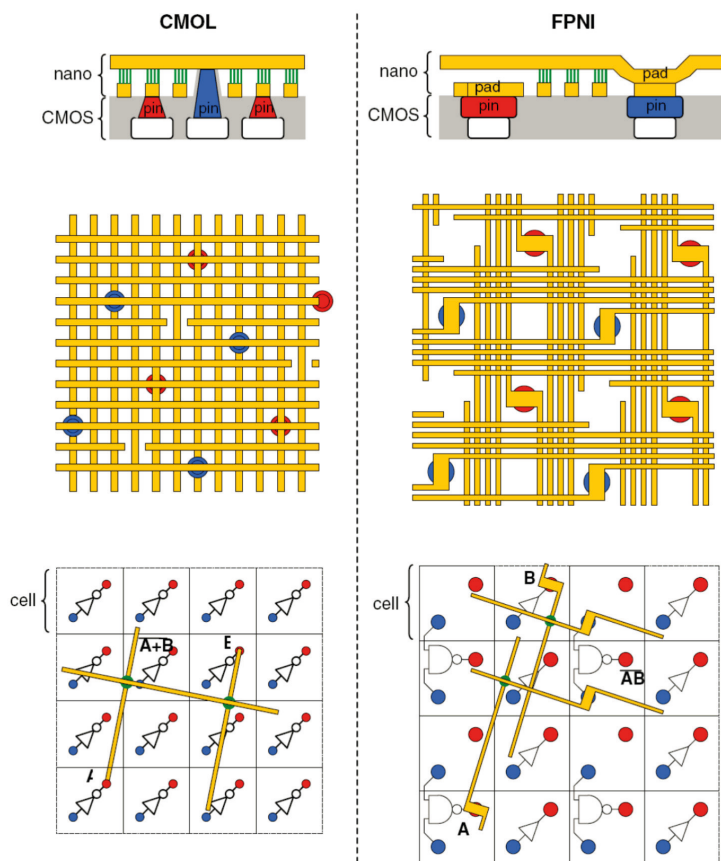 CMOL
FPNI
nano
CMOS
pin
pin
pin
nano
CMOS
pad
pad
pin
pin
cell
A+B
cell
B
AB
A